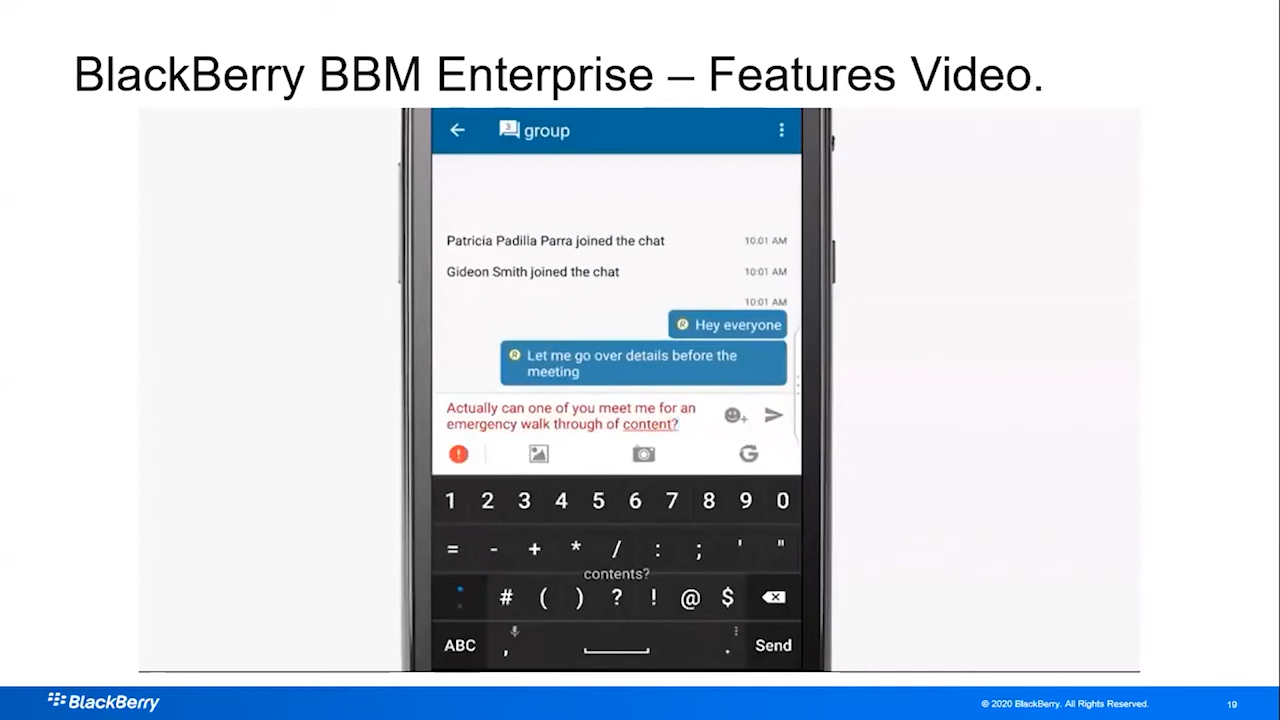 BlackBerry BBM Enterprise – Features Video.
group
Patricia Padilla Parra joined the chat 10:01 AM
Gideon Smith joined the chat 10:01 AM
10:01 AM
R Hey everyone
R Let me go over details before the
meeting
Actually can one of you meet me for an
emergency walk through of content?
! G
1 2 3 4 5 6 7 8 9 0
= - + * / : ; ' "
contents?
# ( ) ? ! @ $
ABC , . Send
BlackBerry © 2020 BlackBerry. All Rights Reserved. 19